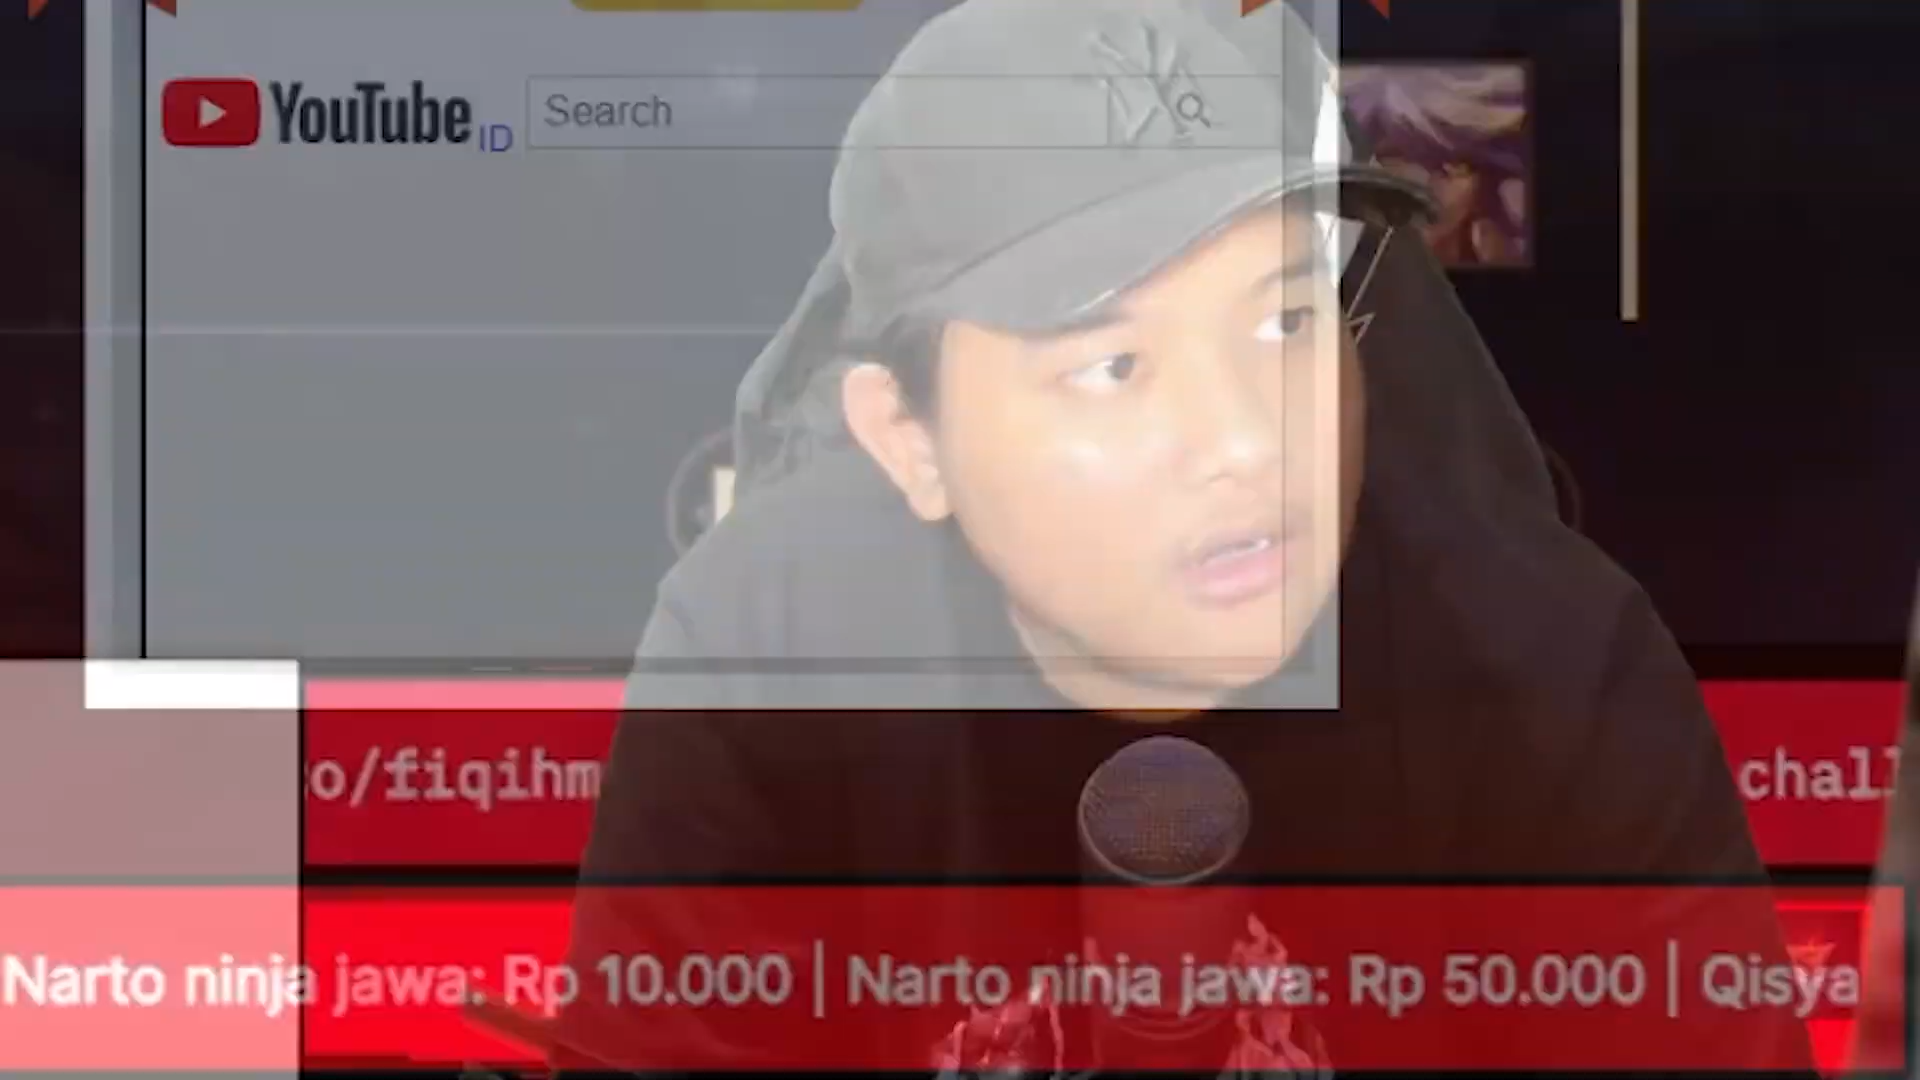 YouTube ID Search
o/fiqihm chall
Narto ninja jawa: Rp 10.000 | Narto ninja jawa: Rp 50.000 | Qisya